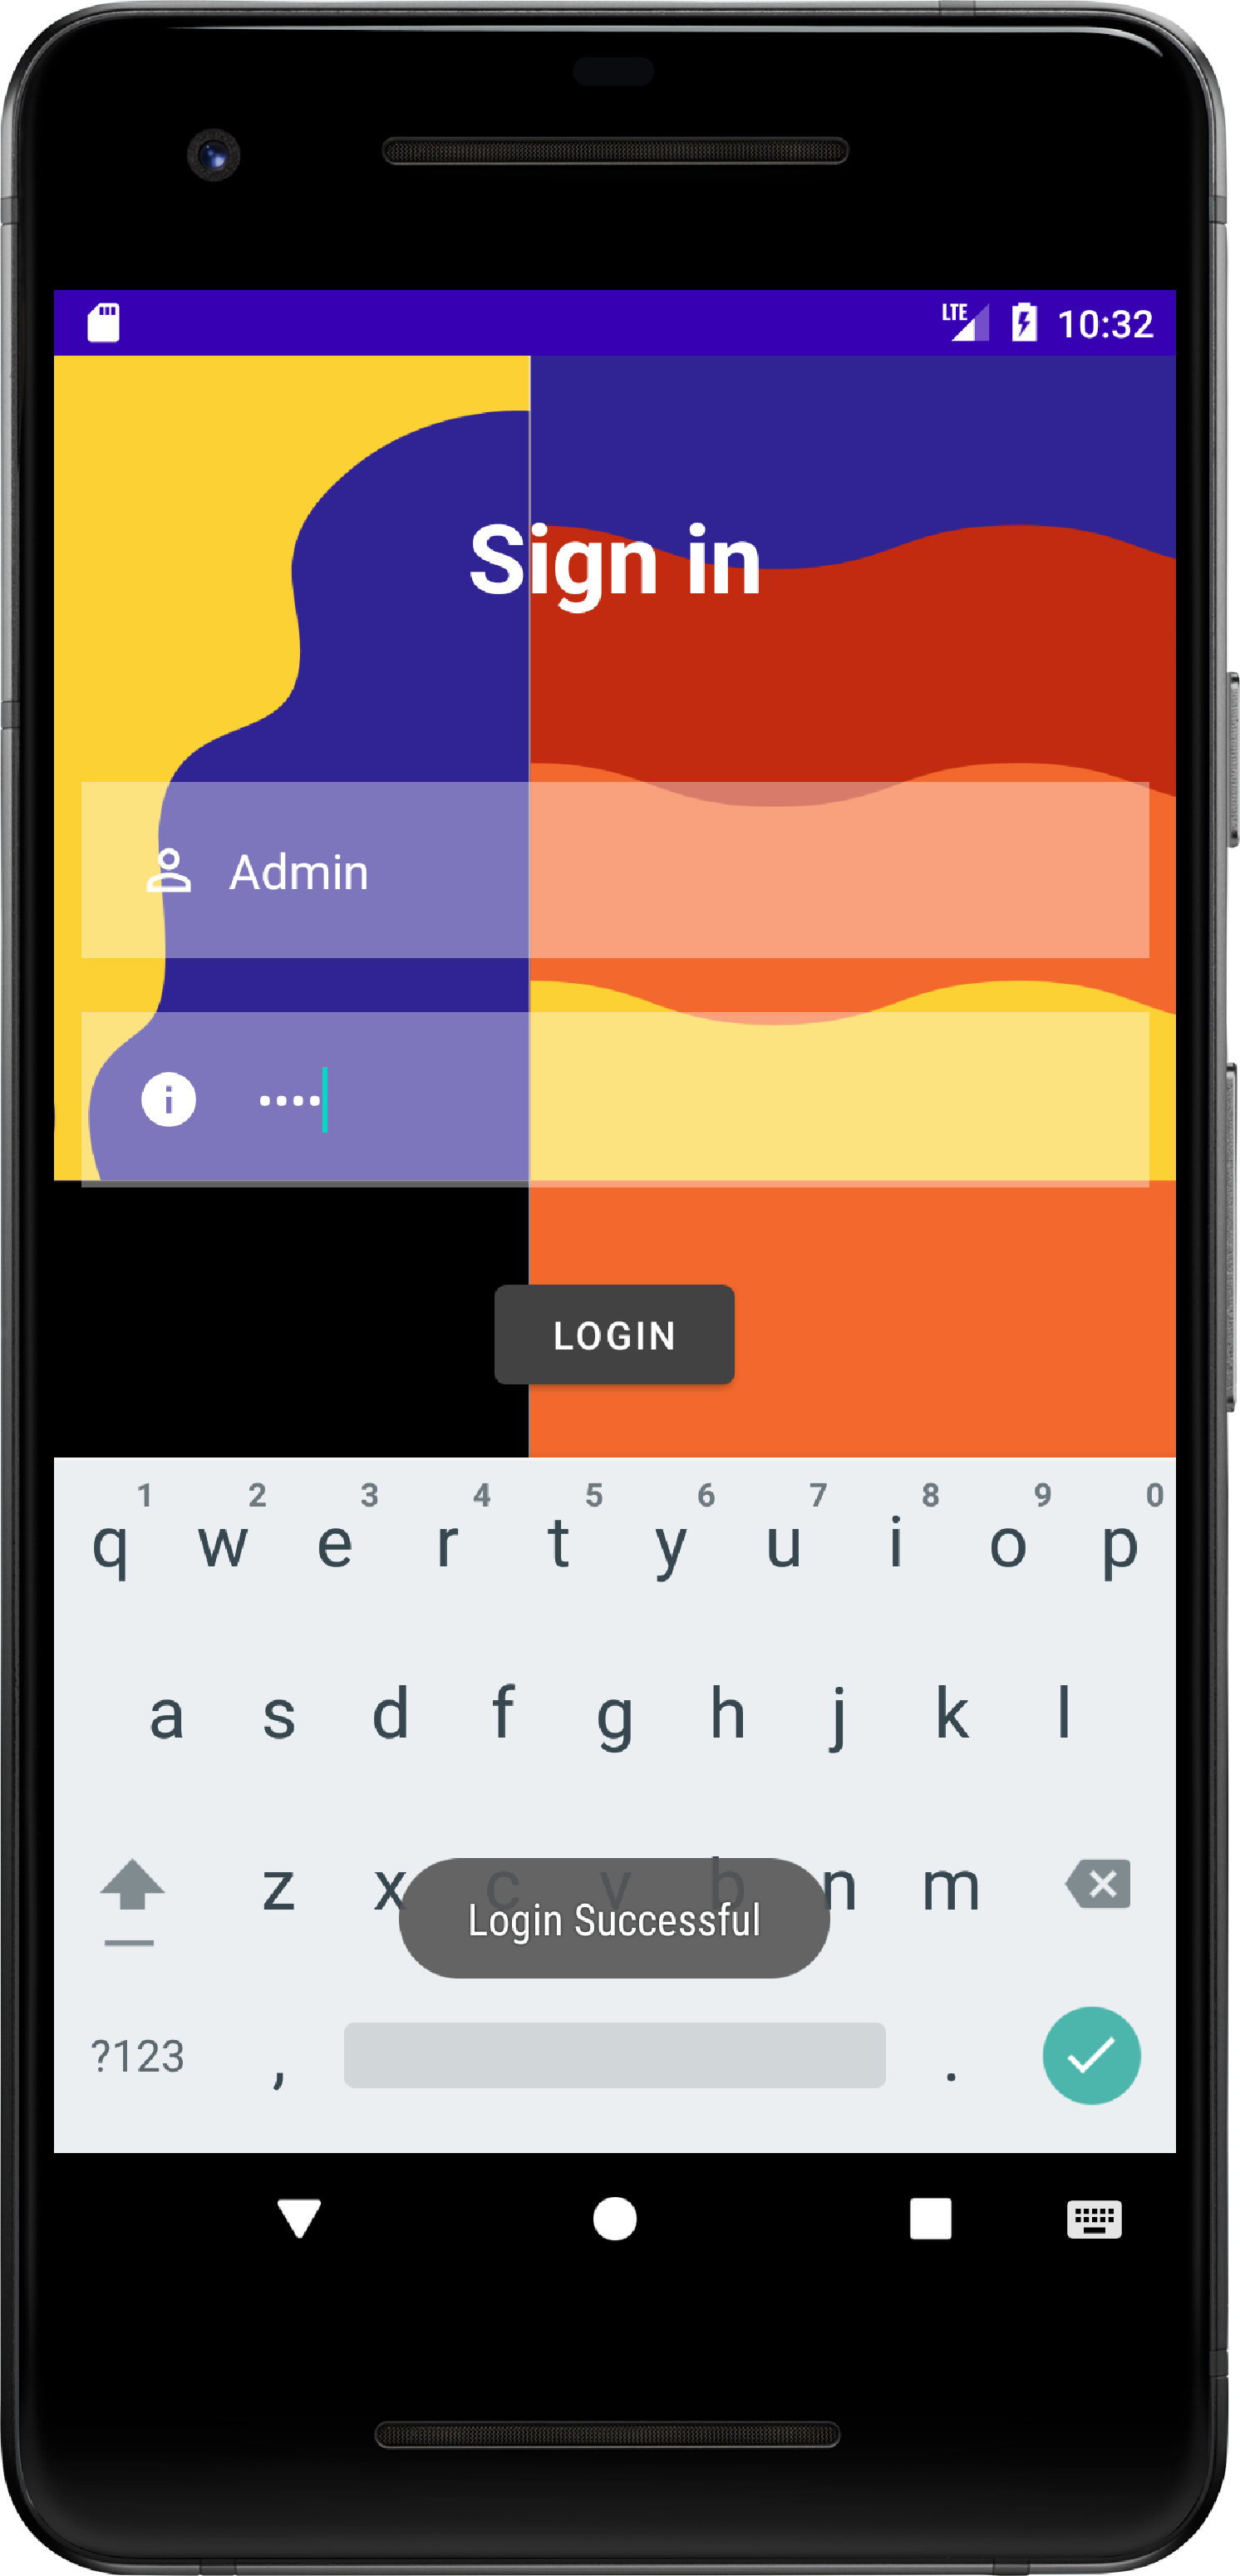 LTE 10:32
Sign in
Admin
••••
LOGIN
1 2 3 4 5 6 7 8 9 0
q w e r t y u i o p
a s d f g h j k l
z x c v b n m
Login Successful
?123 , .